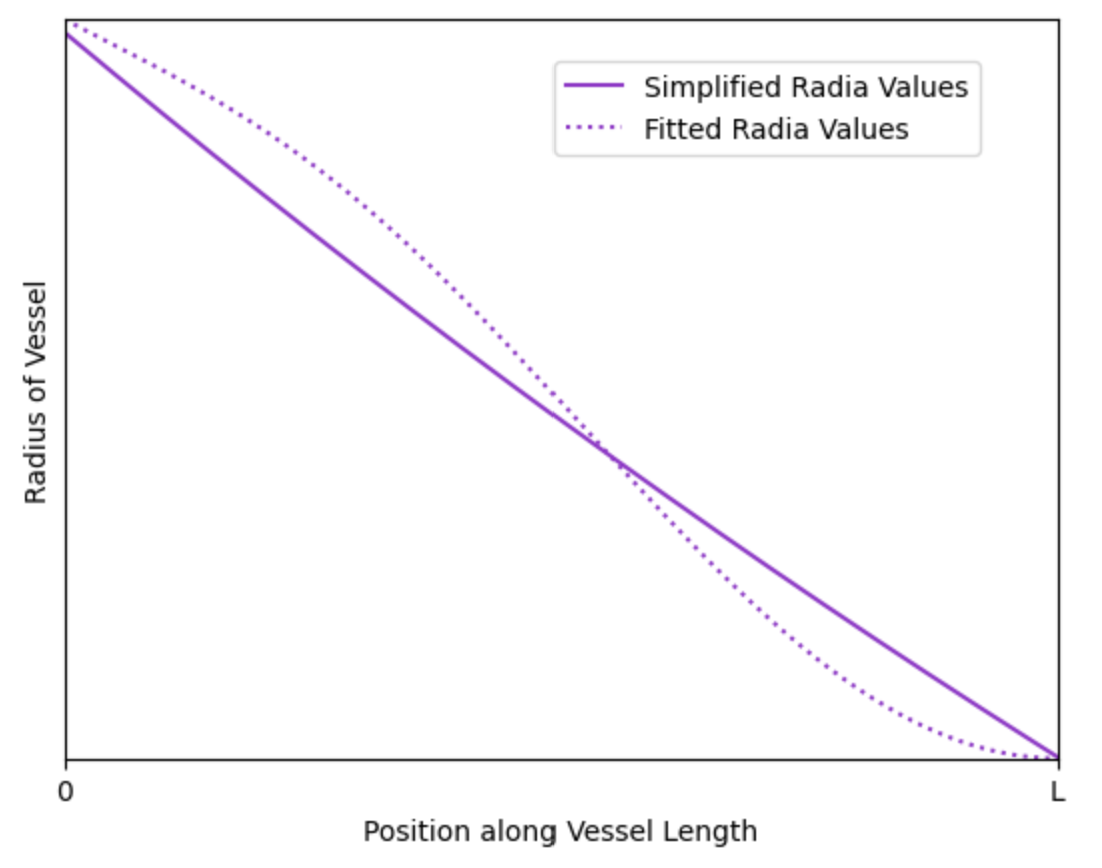 Simplified Radia Values
Fitted Radia Values
Radius of Vessel
0
L
Position along Vessel Length